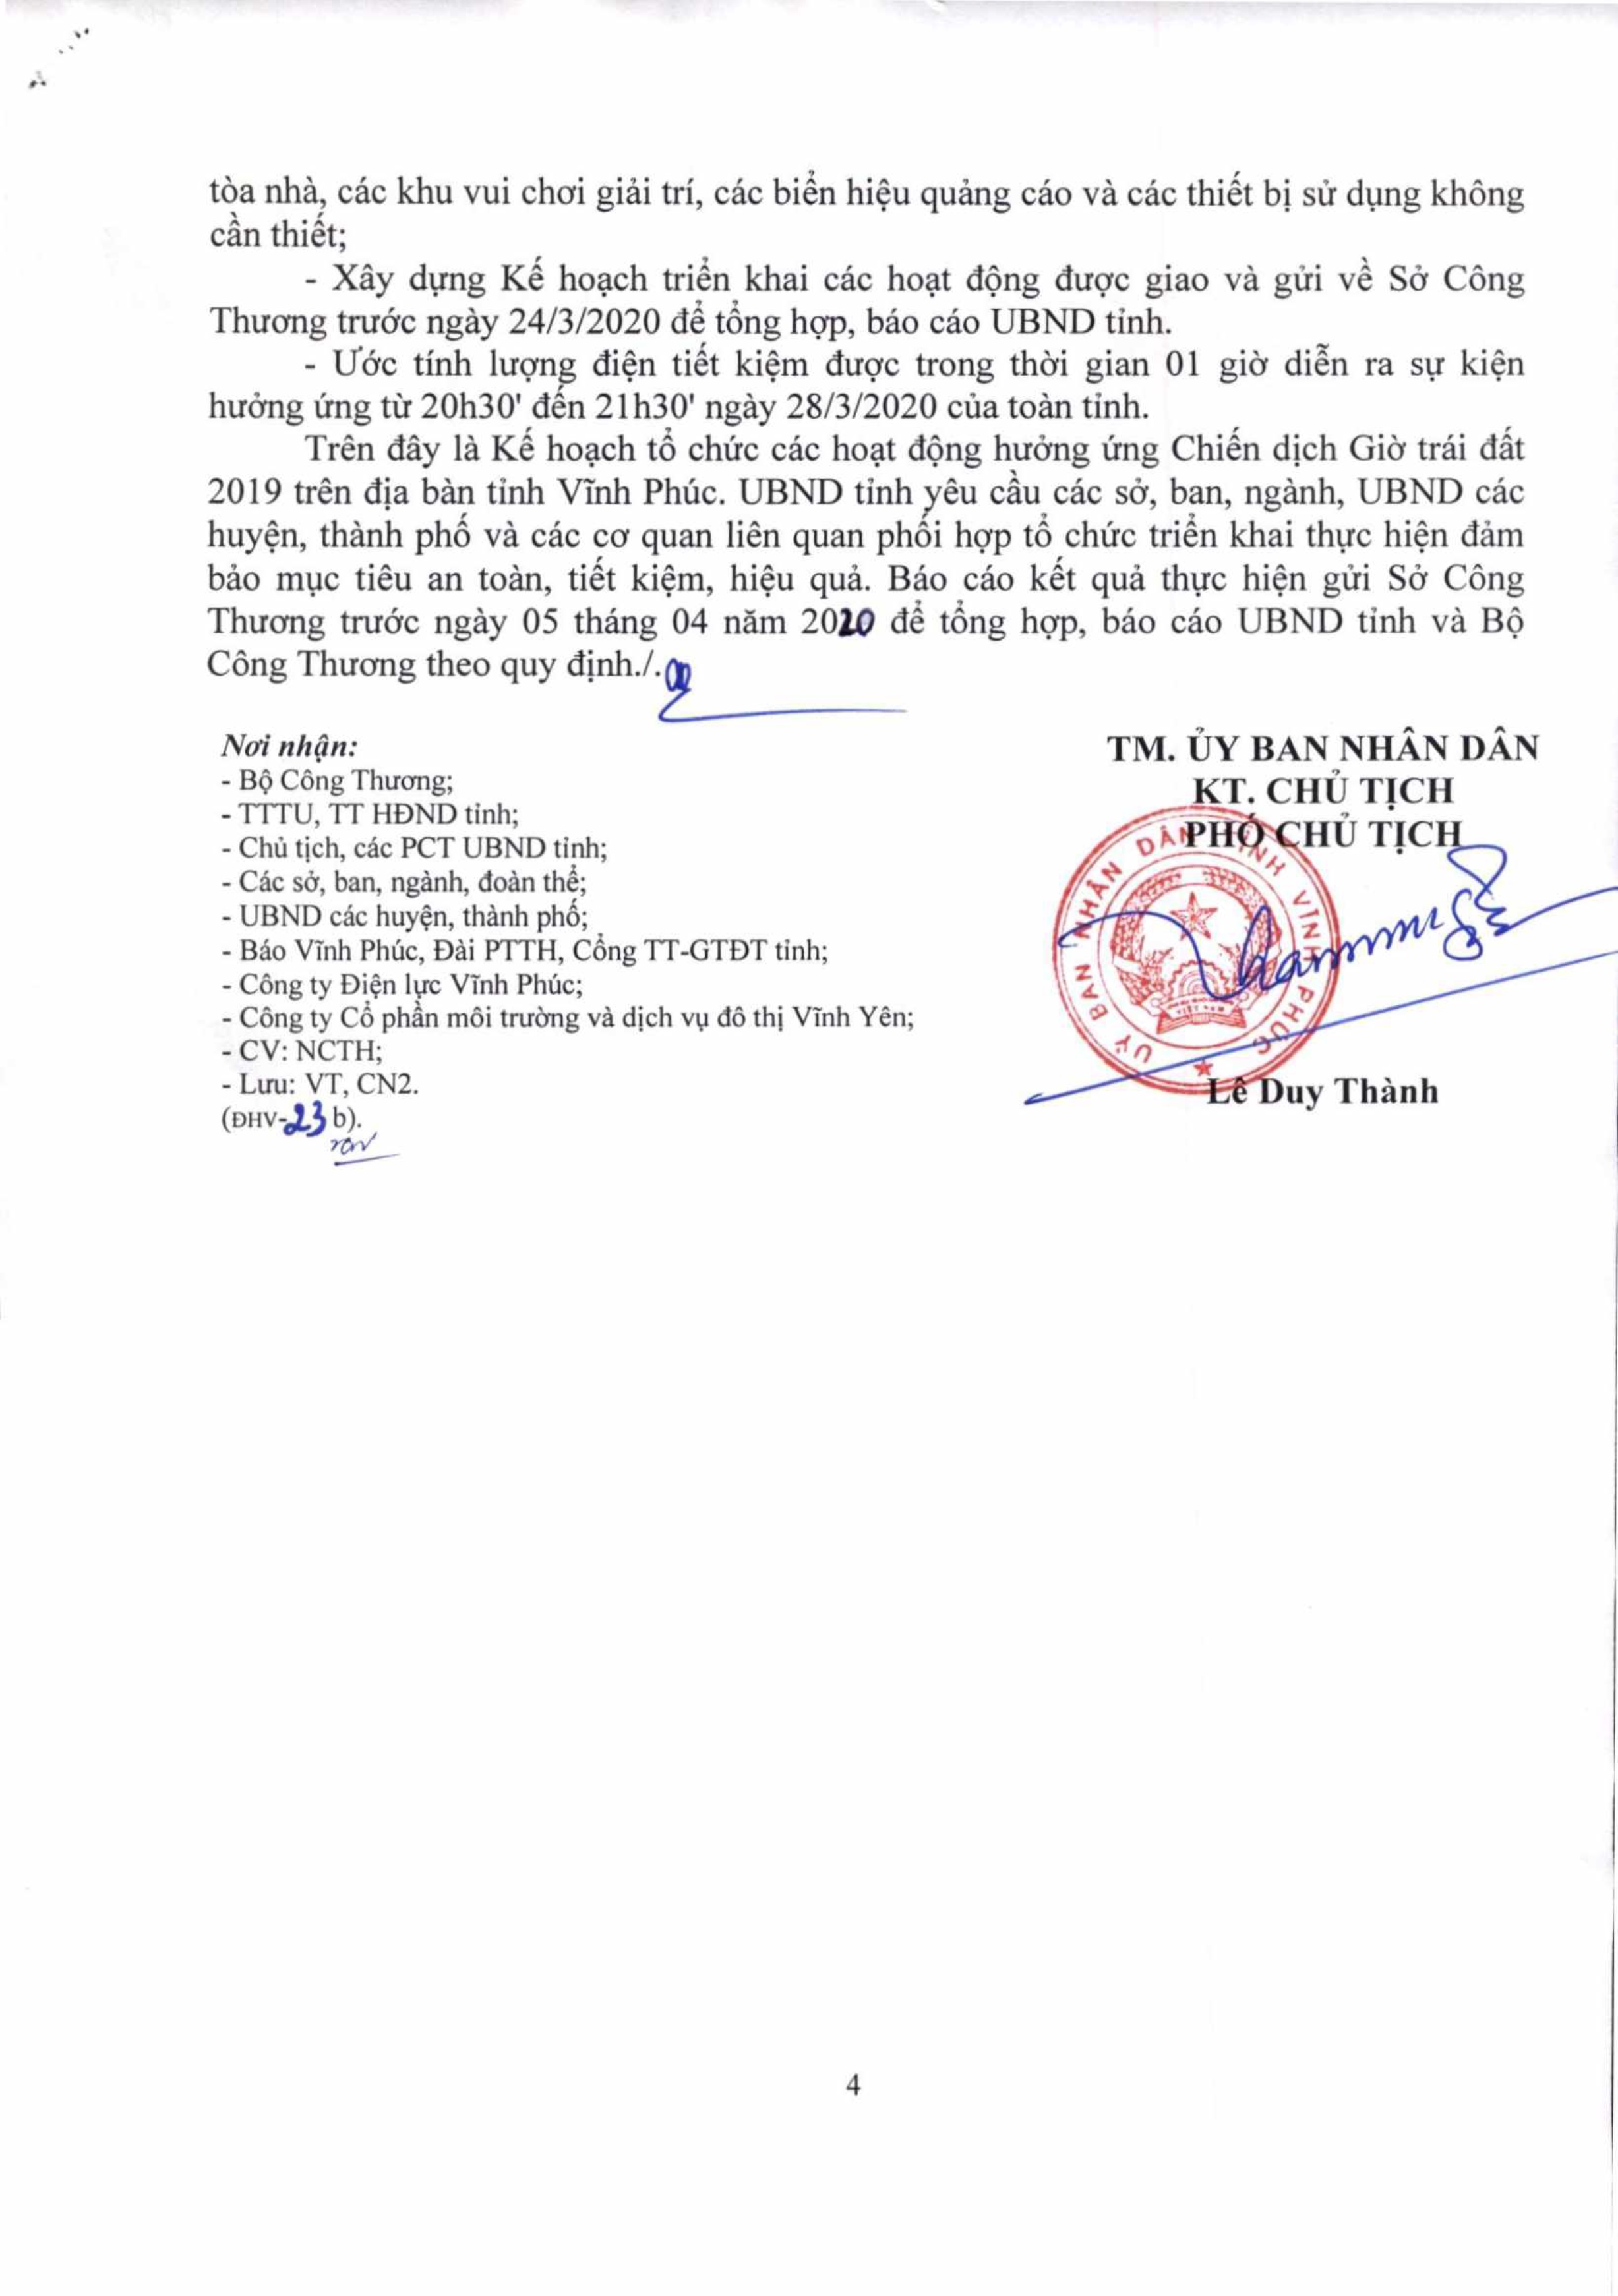 tòa nhà, các khu vui chơi giải trí, các biển hiệu quảng cáo và các thiết bị sử dụng không
cần thiết;
- Xây dựng Kế hoạch triển khai các hoạt động được giao và gửi về Sở Công
Thương trước ngày 24/3/2020 để tổng hợp, báo cáo UBND tỉnh.
- Ước tính lượng điện tiết kiệm được trong thời gian 01 giờ diễn ra sự kiện
hưởng ứng từ 20h30' đến 21h30' ngày 28/3/2020 của toàn tỉnh.
Trên đây là Kế hoạch tổ chức các hoạt động hưởng ứng Chiến dịch Giờ trái đất
2019 trên địa bàn tỉnh Vĩnh Phúc. UBND tỉnh yêu cầu các sở, ban, ngành, UBND các
huyện, thành phố và các cơ quan liên quan phối hợp tổ chức triển khai thực hiện đảm
bảo mục tiêu an toàn, tiết kiệm, hiệu quả. Báo cáo kết quả thực hiện gửi Sở Công
Thương trước ngày 05 tháng 04 năm 2020 để tổng hợp, báo cáo UBND tỉnh và Bộ
Công Thương theo quy định./.
Nơi nhận:
- Bộ Công Thương;
- TTTU, TT HĐND tỉnh;
- Chủ tịch, các PCT UBND tỉnh;
- Các sở, ban, ngành, đoàn thể;
- UBND các huyện, thành phố;
- Báo Vĩnh Phúc, Đài PTTH, Cổng TT-GTĐT tỉnh;
- Công ty Điện lực Vĩnh Phúc;
- Công ty Cổ phần môi trường và dịch vụ đô thị Vĩnh Yên;
- CV: NCTH;
- Lưu: VT, CN2.
(ĐHV-23 b).
TM. ỦY BAN NHÂN DÂN
KT. CHỦ TỊCH
PHÓ CHỦ TỊCH
UỶ BAN NHÂN DÂN TỈNH VĨNH PHÚC
VIỆT NAM
Lê Duy Thành
4